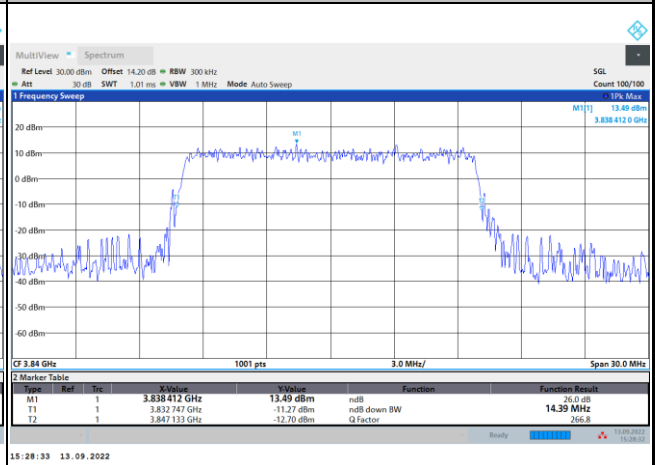 MultiView Spectrum
Ref Level 30.00 dBm Offset 14.20 dB RBW 300 kHz SGL
Att 30 dB SWT 1.01 ms VBW 1 MHz Mode Auto Sweep Count 100/100
1 Frequency Sweep 1Pk Max
M1[1] 13.49 dBm
3.838 412 0 GHz
20 dBm
M1
10 dBm
0 dBm
-10 dBm
-20 dBm
-30 dBm
-40 dBm
-50 dBm
-60 dBm
CF 3.84 GHz 1001 pts 3.0 MHz/ Span 30.0 MHz
2 Marker Table
Type Ref Trc X-Value Y-Value Function Function Result
M1 1 3.838 412 GHz 13.49 dBm ndB 26.0 dB
T1 1 3.832 747 GHz -11.27 dBm ndB down BW 14.39 MHz
T2 1 3.847 133 GHz -12.70 dBm Q Factor 266.8
Ready 13.09.2022
15:28:32
15:28:33 13.09.2022